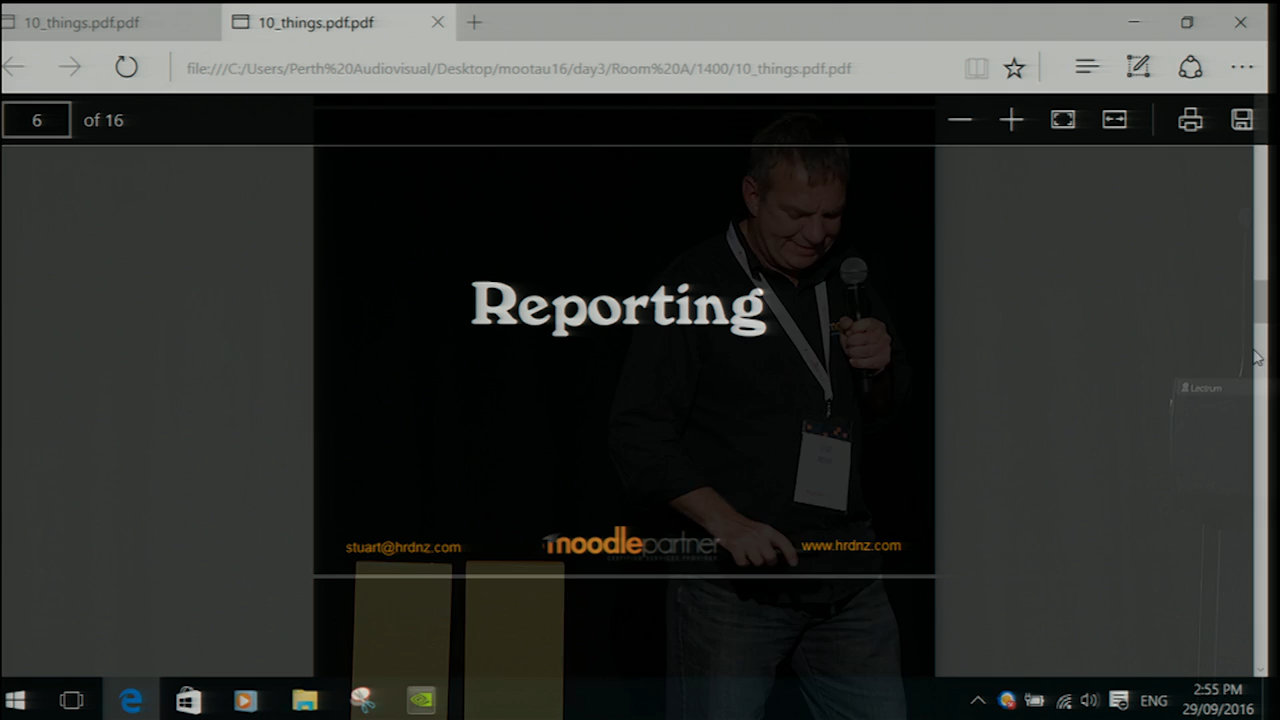 10_things.pdf.pdf
10_things.pdf.pdf
file:///C:/Users/Perth%20Audiovisual/Desktop/mootau16/day3/Room%20A/1400/10_things.pdf.pdf
6 of 16
Reporting
Lectrum
stuart@hrdnz.com
moodlepartner
www.hrdnz.com
ENG
2:55 PM
29/09/2016